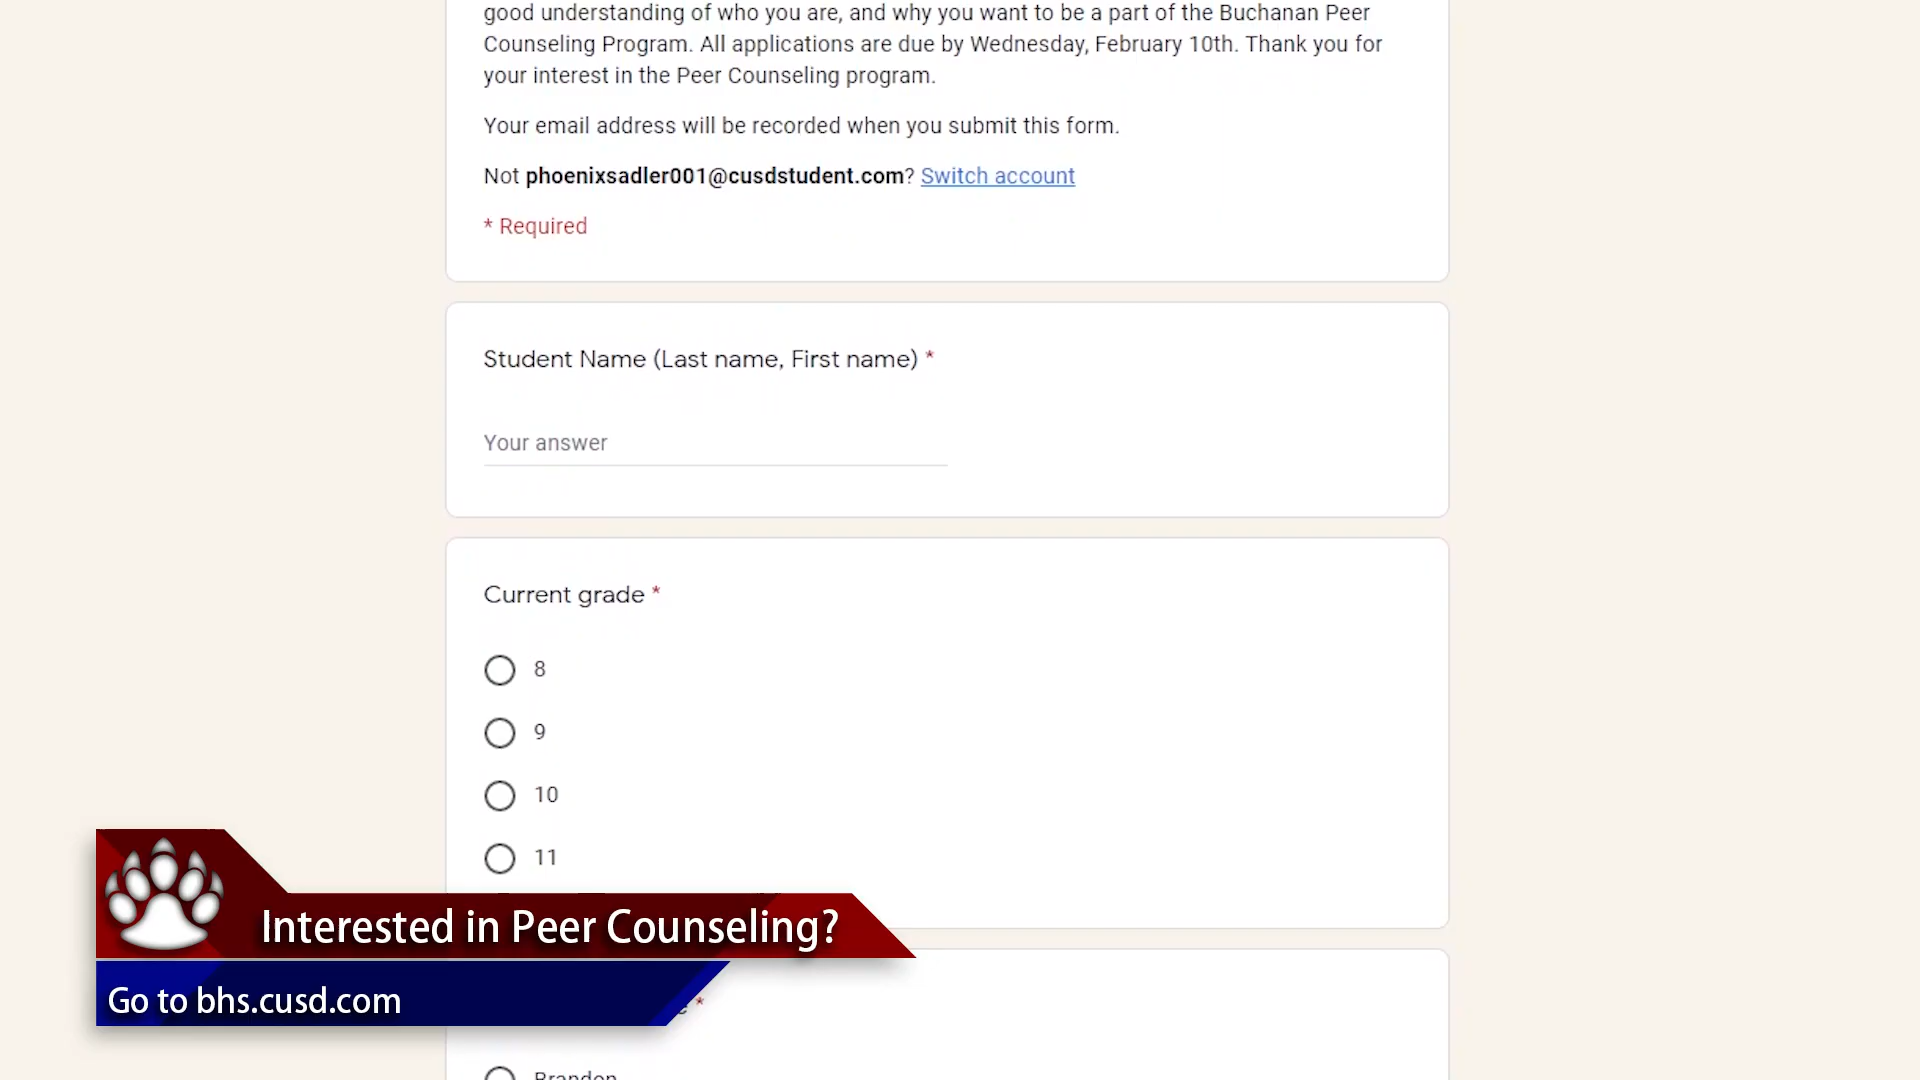 good understanding of who you are, and why you want to be a part of the Buchanan Peer
Counseling Program. All applications are due by Wednesday, February 10th. Thank you for
your interest in the Peer Counseling program.
Your email address will be recorded when you submit this form.
Not phoenixsadler001@cusdstudent.com? Switch account
* Required
Student Name (Last name, First name) *
Your answer
Current grade *
8
9
10
11
Interested in Peer Counseling?
Go to bhs.cusd.com
*
Brandon